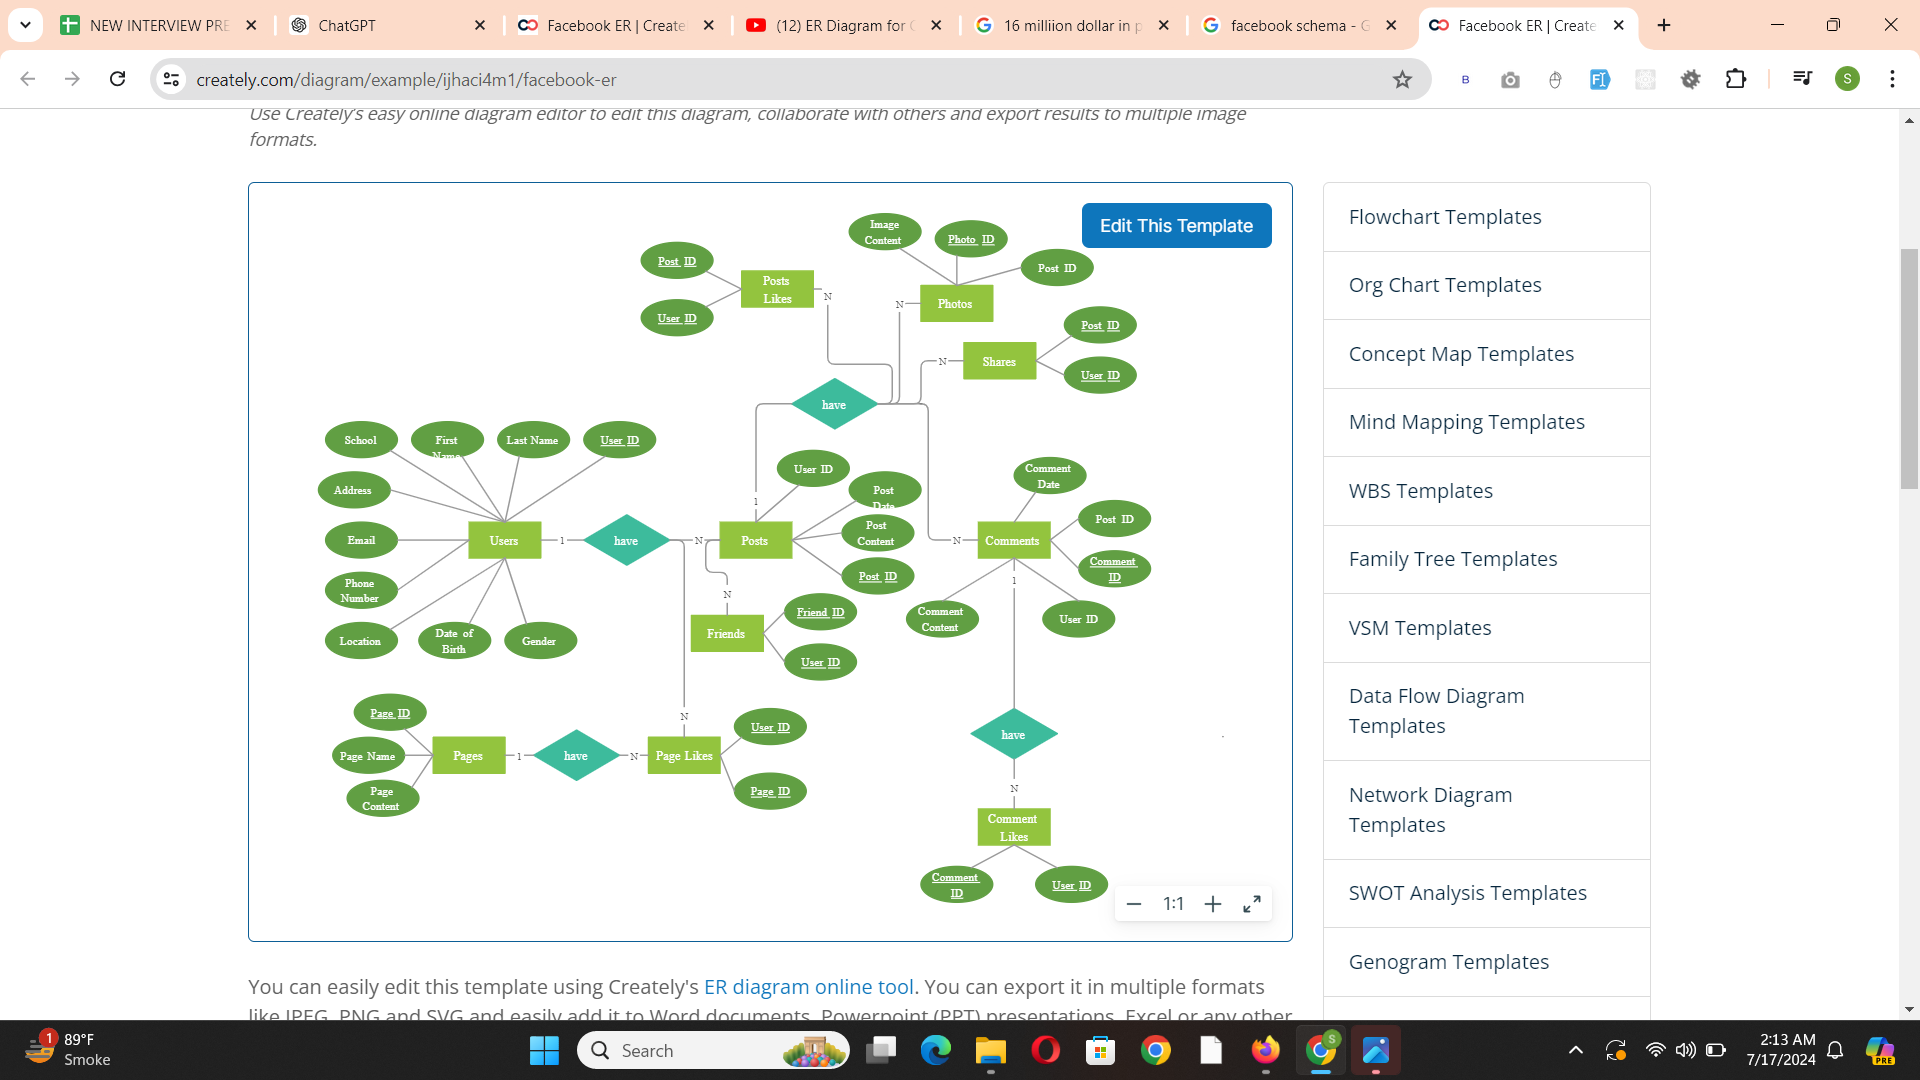 NEW INTERVIEW PRE
ChatGPT
Facebook ER | Create
(12) ER Diagram for
16 milliion dollar in p
facebook schema - G
Facebook ER | Create
creately.com/diagram/example/ijhaci4m1/facebook-er
B
S
Use Creately's easy online diagram editor to edit this diagram, collaborate with others and export results to multiple image
formats.
Edit This Template
Image
Content
Photo ID
Post ID
Post ID
Posts
Likes
User ID
N
N
Photos
Post ID
N
Shares
User ID
have
School
First
Name
Last Name
User ID
User ID
Comment
Date
Address
Post
Date
1
Post ID
Post
Content
Email
Users
1
have
N
Posts
N
Comments
Comment
ID
Post ID
1
Phone
Number
N
Friend ID
Comment
Content
User ID
Location
Date of
Birth
Gender
Friends
User ID
Page ID
N
User ID
Page Name
Pages
1
have
N
Page Likes
have
Page
Content
Page ID
N
Comment
Likes
Comment
ID
User ID
1:1
You can easily edit this template using Creately's ER diagram online tool. You can export it in multiple formats
like JPEG, PNG and SVG and easily add it to Word documents, Powerpoint (PPT) presentations, Excel or any other
Flowchart Templates
Org Chart Templates
Concept Map Templates
Mind Mapping Templates
WBS Templates
Family Tree Templates
VSM Templates
Data Flow Diagram
Templates
Network Diagram
Templates
SWOT Analysis Templates
Genogram Templates
1
89°F
Smoke
Search
S
2:13 AM
7/17/2024
PRE